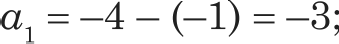 a₁ = −4 − (−1) = −3;